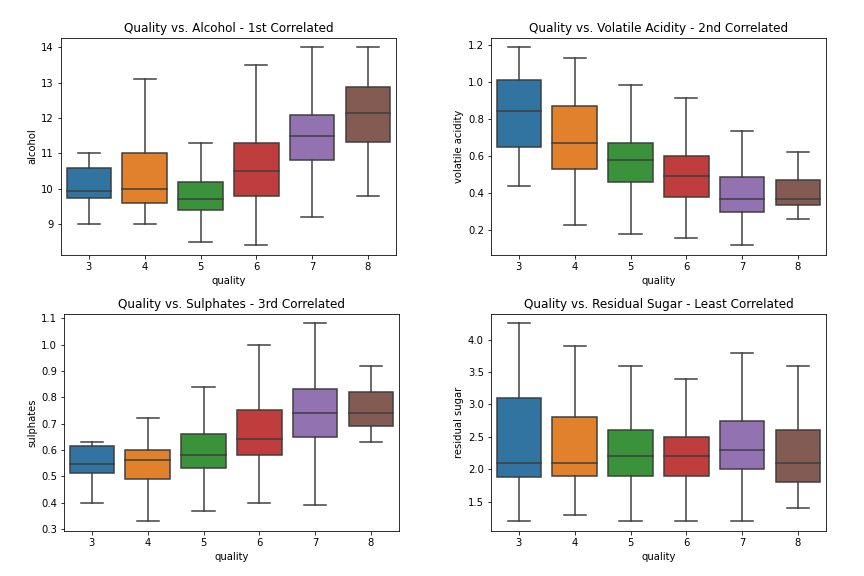 Quality vs. Alcohol - 1st Correlated
14
13
12
11
10
9
alcohol
3 4 5 6 7 8
quality
Quality vs. Volatile Acidity - 2nd Correlated
1.2
1.0
0.8
0.6
0.4
0.2
volatile acidity
3 4 5 6 7 8
quality
Quality vs. Sulphates - 3rd Correlated
1.1
1.0
0.9
0.8
0.7
0.6
0.5
0.4
0.3
sulphates
3 4 5 6 7 8
quality
Quality vs. Residual Sugar - Least Correlated
4.0
3.5
3.0
2.5
2.0
1.5
residual sugar
3 4 5 6 7 8
quality